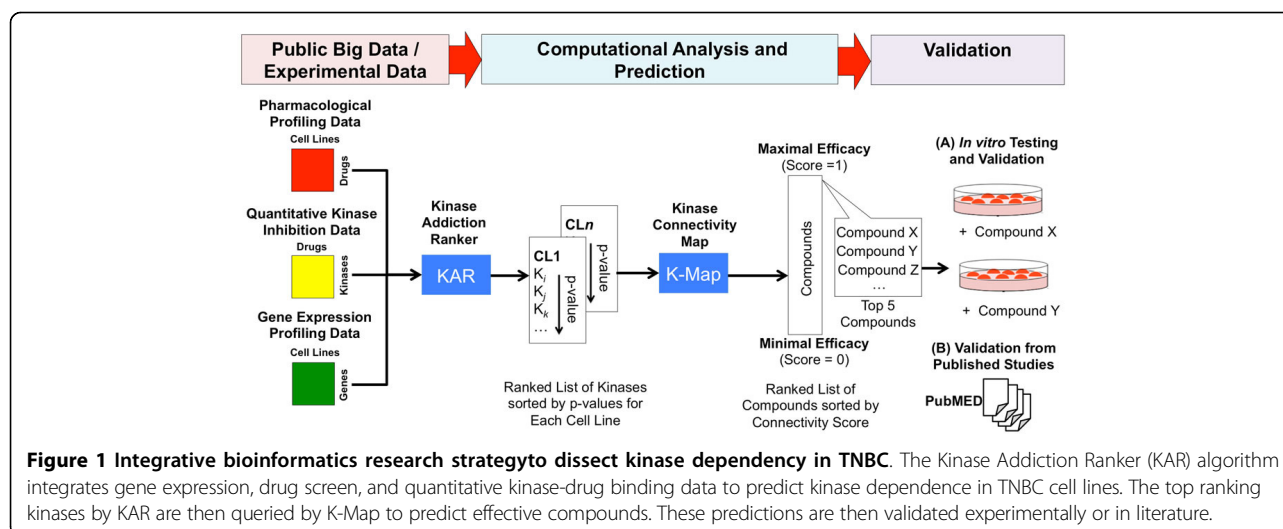 Public Big Data /
Experimental Data
Computational Analysis and
Prediction
Validation
Pharmacological
Profiling Data
Cell Lines
Drugs
Quantitative Kinase
Inhibition Data
Drugs
Kinases
Gene Expression
Profiling Data
Cell Lines
Genes
Kinase
Addiction
Ranker
KAR
CLn
p-value
CL1
Ki
Kj
Kk
...
p-value
Ranked List of Kinases
sorted by p-values for
Each Cell Line
Kinase
Connectivity
Map
K-Map
Maximal Efficacy
(Score =1)
Compounds
Compound X
Compound Y
Compound Z
...
Top 5
Compounds
Minimal Efficacy
(Score = 0)
Ranked List of
Compounds sorted by
Connectivity Score
(A) In vitro Testing
and Validation
+ Compound X
+ Compound Y
(B) Validation from
Published Studies
PubMED
Figure 1 Integrative bioinformatics research strategyto dissect kinase dependency in TNBC. The Kinase Addiction Ranker (KAR) algorithm
integrates gene expression, drug screen, and quantitative kinase-drug binding data to predict kinase dependence in TNBC cell lines. The top ranking
kinases by KAR are then queried by K-Map to predict effective compounds. These predictions are then validated experimentally or in literature.